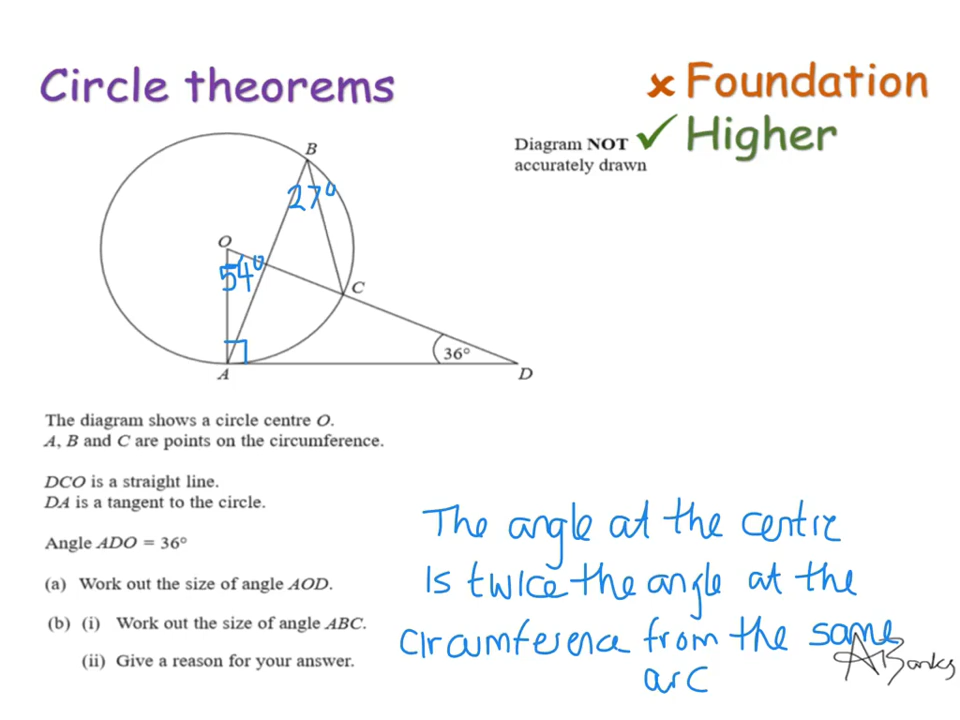 Circle theorems
× Foundation
✓ Higher
Diagram NOT
accurately drawn
B
27°
O
54°
C
36°
A
D
The diagram shows a circle centre O.
A, B and C are points on the circumference.
DCO is a straight line.
DA is a tangent to the circle.
Angle ADO = 36°
(a) Work out the size of angle AOD.
(b) (i) Work out the size of angle ABC.
(ii) Give a reason for your answer.
The angle at the centre
is twice the angle at the
circumference from the same
arc
ABanks